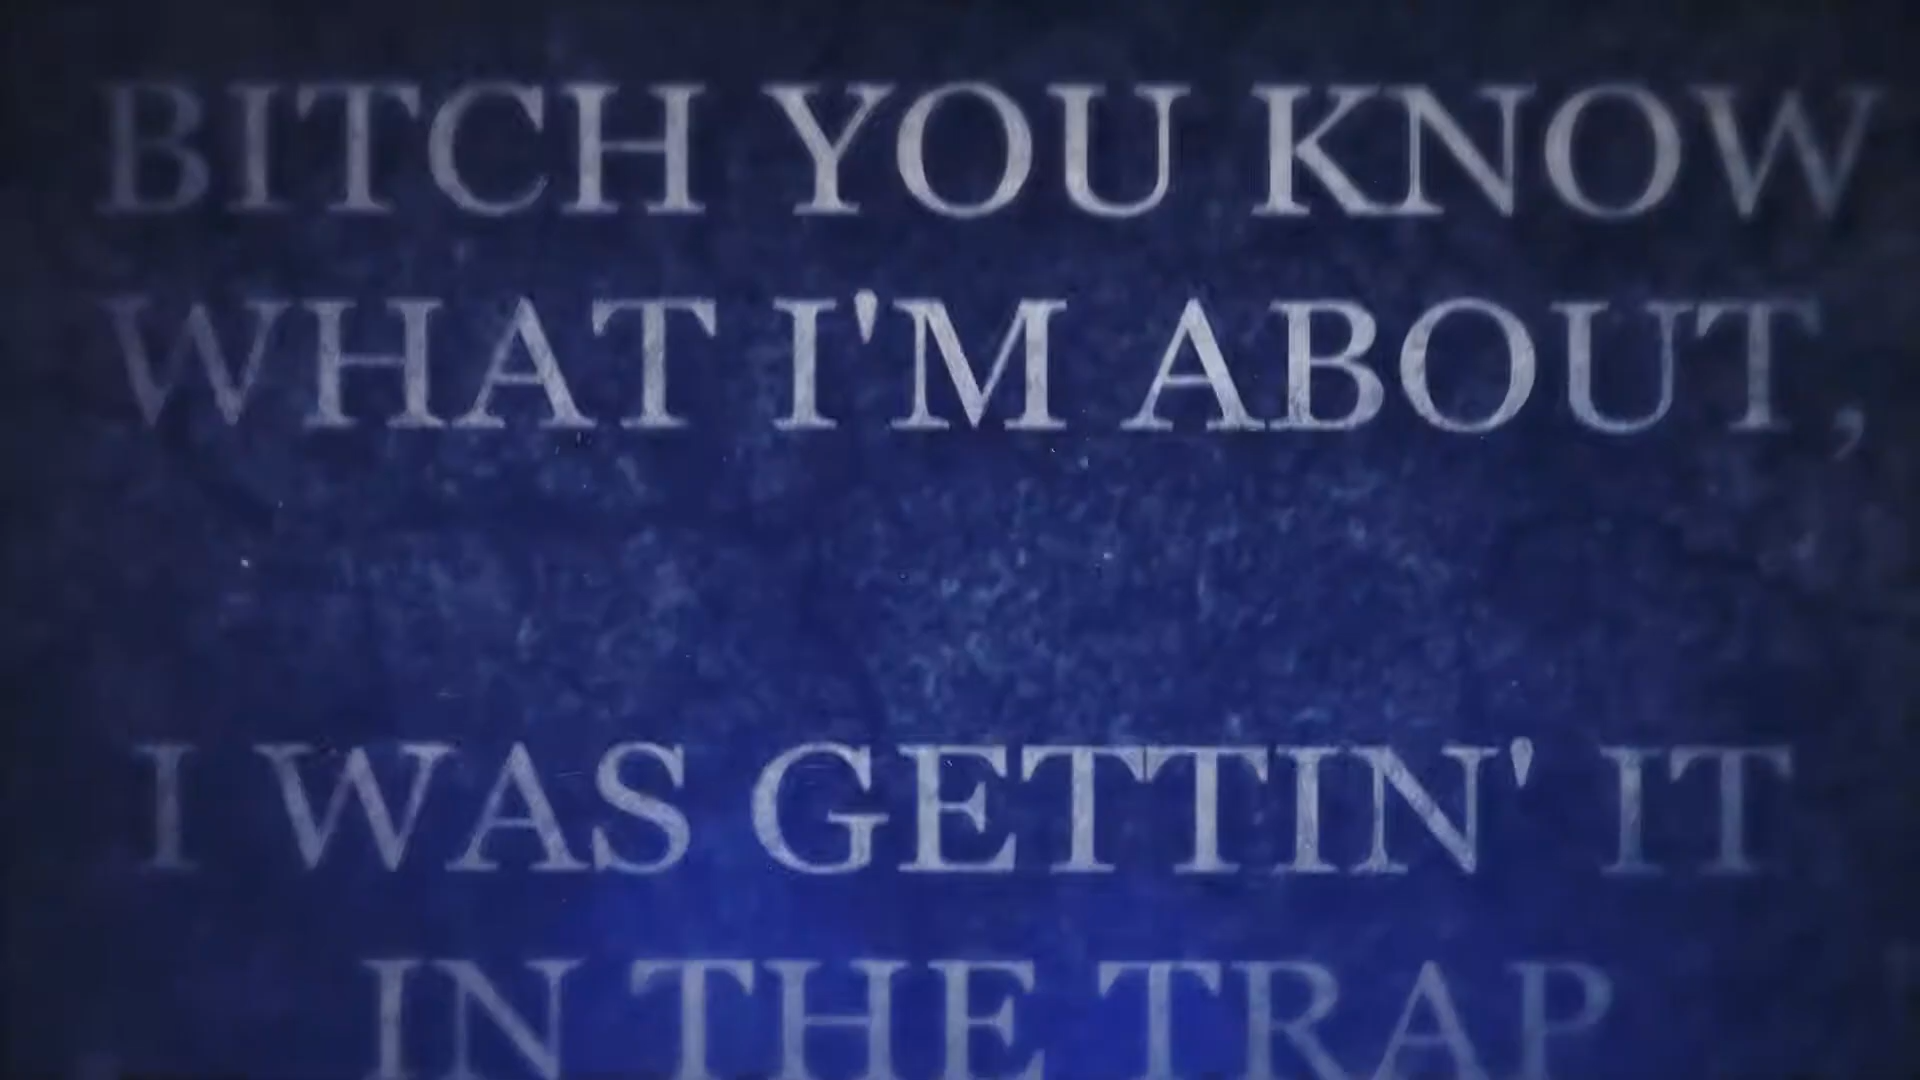 BITCH YOU KNOW
WHAT I'M ABOUT,
I WAS GETTIN' IT
IN THE TRAP